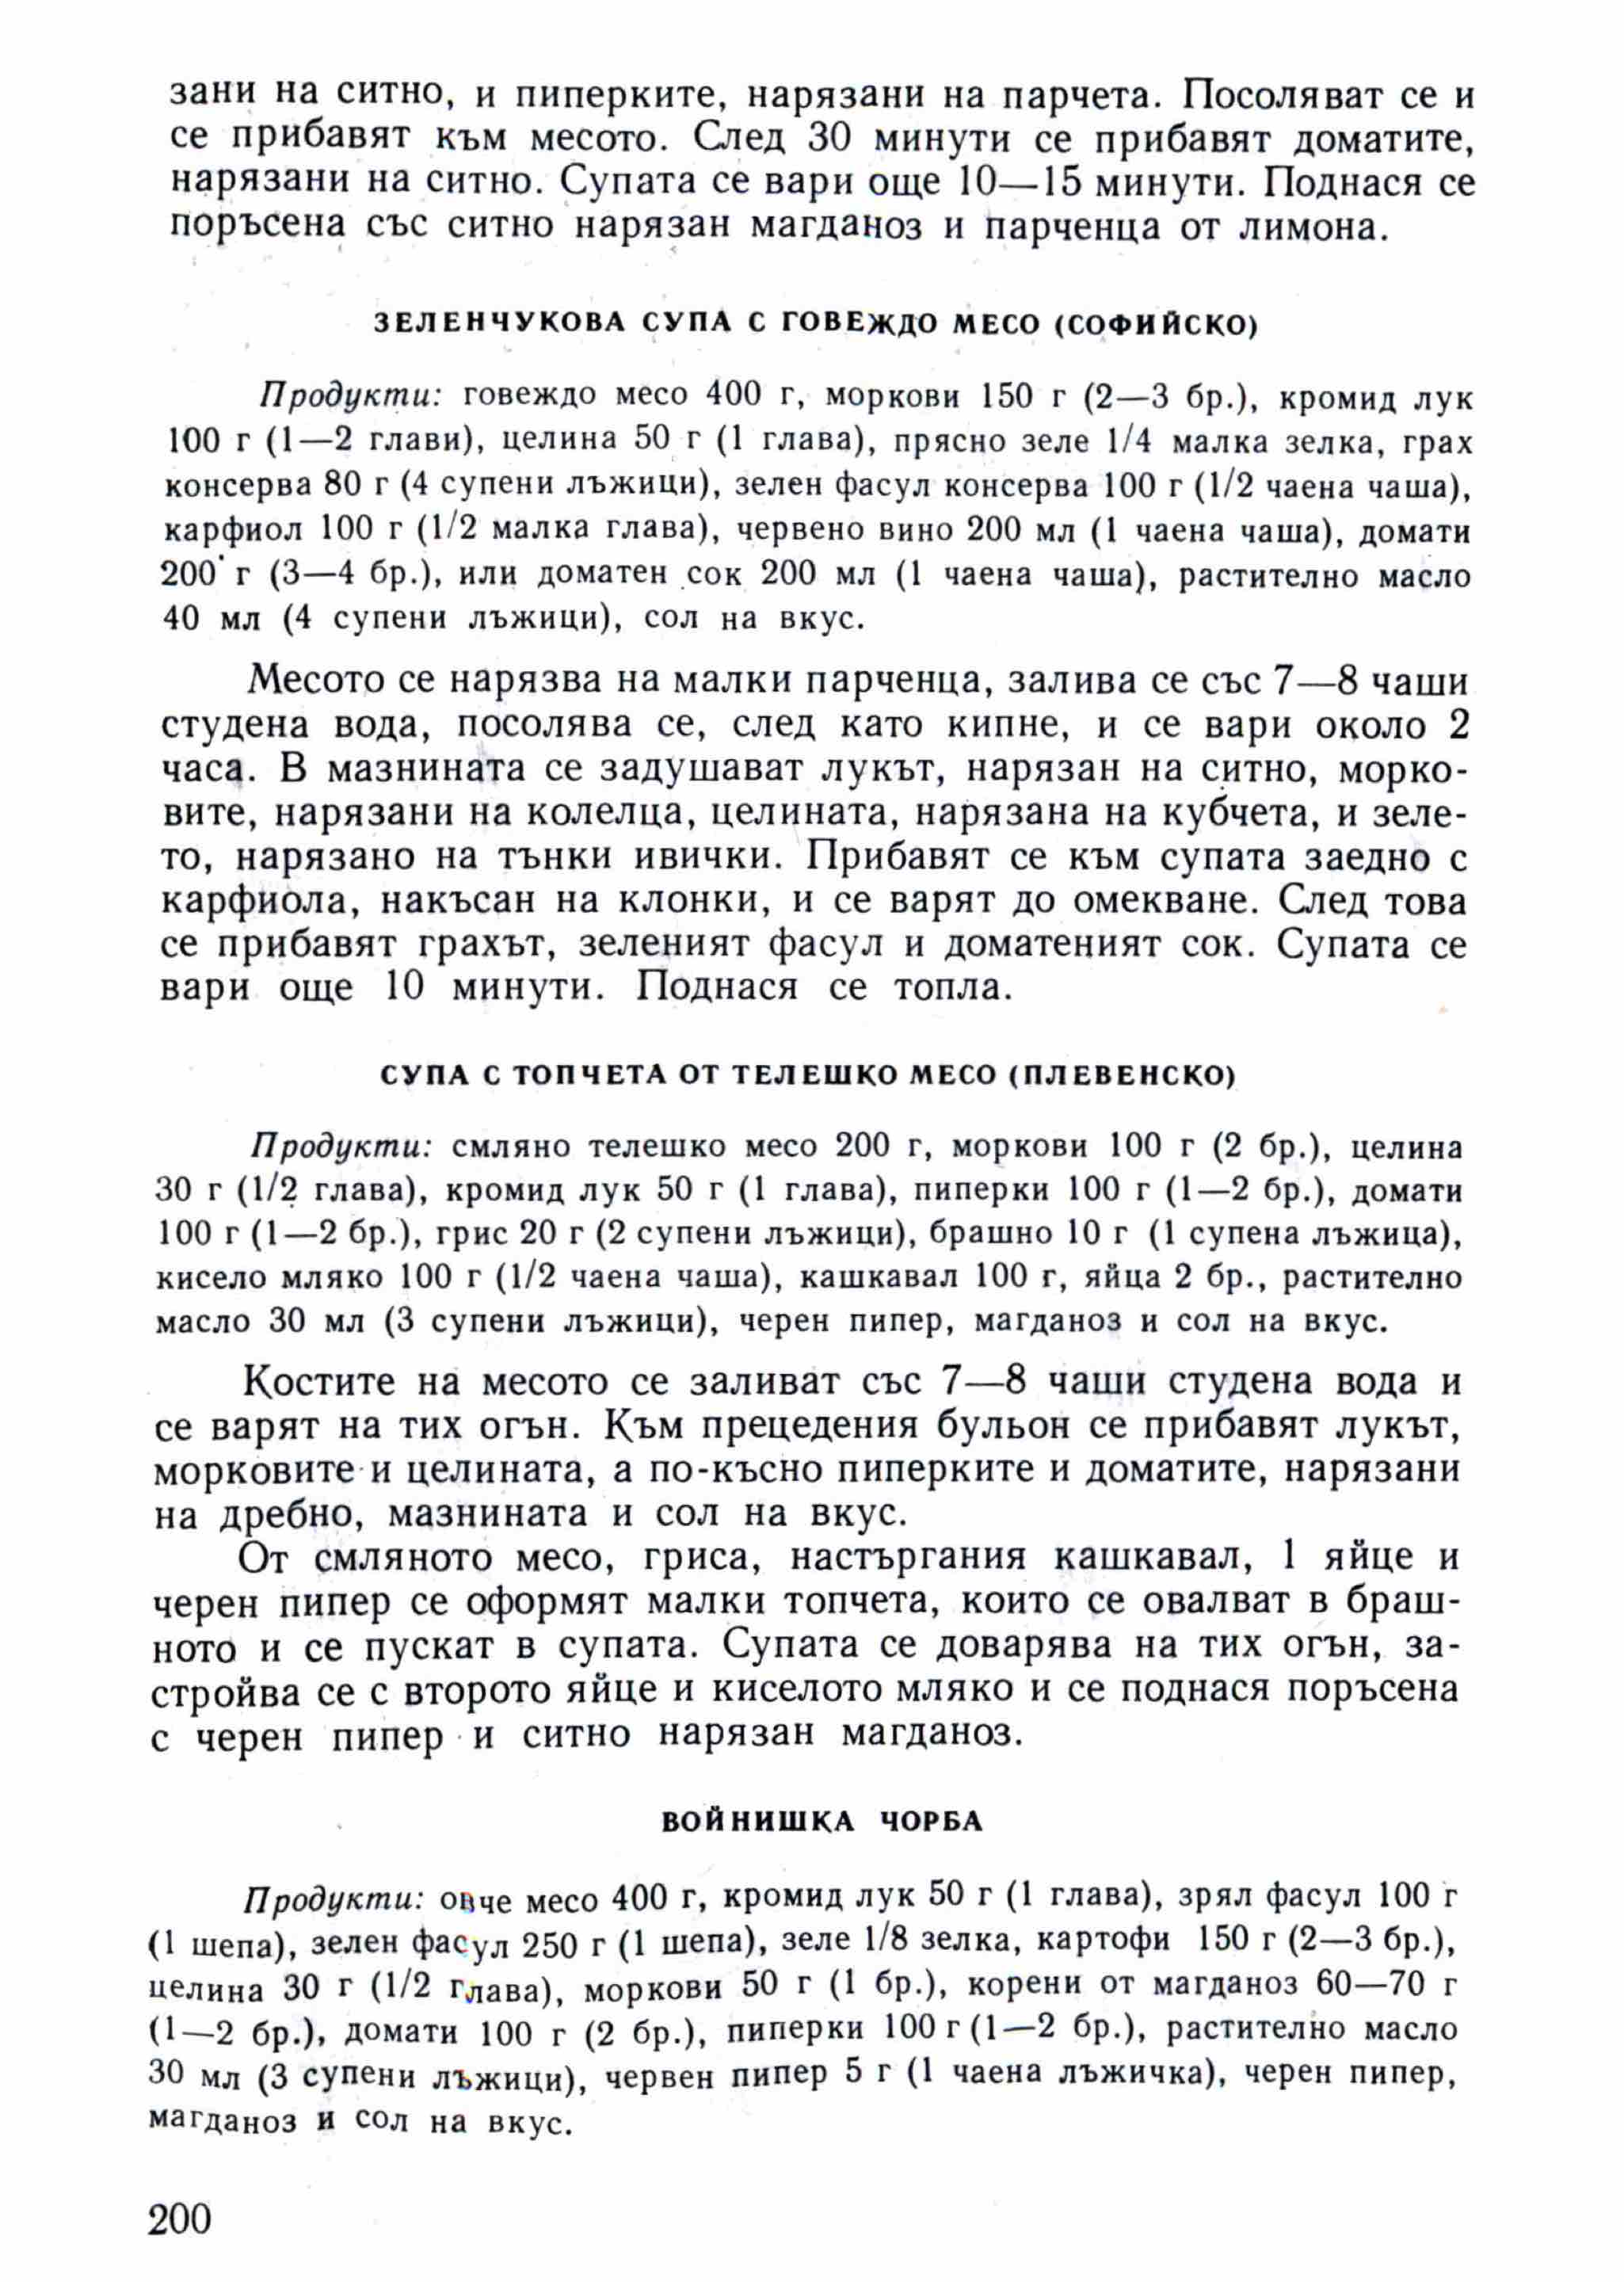 зани на ситно, и пиперките, нарязани на парчета. Посоляват се и
се прибавят към месото. След 30 минути се прибавят доматите,
нарязани на ситно. Супата се вари още 10—15 минути. Поднася се
поръсена със ситно нарязан магданоз и парченца от лимона.
ЗЕЛЕНЧУКОВА СУПА С ГОВЕЖДО МЕСО (СОФИЙСКО)
Продукти: говеждо месо 400 г, моркови 150 г (2—3 бр.), кромид лук
100 г (1—2 глави), целина 50 г (1 глава), прясно зеле 1/4 малка зелка, грах
консерва 80 г (4 супени лъжици), зелен фасул консерва 100 г (1/2 чаена чаша),
карфиол 100 г (1/2 малка глава), червено вино 200 мл (1 чаена чаша), домати
200 г (3—4 бр.), или доматен сок 200 мл (1 чаена чаша), растително масло
40 мл (4 супени лъжици), сол на вкус.
Месото се нарязва на малки парченца, залива се със 7—8 чаши
студена вода, посолява се, след като кипне, и се вари около 2
часа. В мазнината се задушават лукът, нарязан на ситно, морко-
вите, нарязани на колелца, целината, нарязана на кубчета, и зеле-
то, нарязано на тънки ивички. Прибавят се към супата заедно с
карфиола, накъсан на клонки, и се варят до омекване. След това
се прибавят грахът, зеленият фасул и доматеният сок. Супата се
вари още 10 минути. Поднася се топла.
СУПА С ТОПЧЕТА ОТ ТЕЛЕШКО МЕСО (ПЛЕВЕНСКО)
Продукти: смляно телешко месо 200 г, моркови 100 г (2 бр.), целина
30 г (1/2 глава), кромид лук 50 г (1 глава), пиперки 100 г (1—2 бр.), домати
100 г (1—2 бр.), грис 20 г (2 супени лъжици), брашно 10 г (1 супена лъжица),
кисело мляко 100 г (1/2 чаена чаша), кашкавал 100 г, яйца 2 бр., растително
масло 30 мл (3 супени лъжици), черен пипер, магданоз и сол на вкус.
Костите на месото се заливат със 7—8 чаши студена вода и
се варят на тих огън. Към прецедения бульон се прибавят лукът,
морковите и целината, а по-късно пиперките и доматите, нарязани
на дребно, мазнината и сол на вкус.
От смляното месо, гриса, настъргания кашкавал, 1 яйце и
черен пипер се оформят малки топчета, които се овалват в браш-
ното и се пускат в супата. Супата се доварява на тих огън, за-
стройва се с второто яйце и киселото мляко и се поднася поръсена
с черен пипер и ситно нарязан магданоз.
ВОЙНИШКА ЧОРБА
Продукти: овче месо 400 г, кромид лук 50 г (1 глава), зрял фасул 100 г
(1 шепа), зелен фасул 250 г (1 шепа), зеле 1/8 зелка, картофи 150 г (2—3 бр.),
целина 30 г (1/2 глава), моркови 50 г (1 бр.), корени от магданоз 60—70 г
(1—2 бр.), домати 100 г (2 бр.), пиперки 100 г (1—2 бр.), растително масло
30 мл (3 супени лъжици), червен пипер 5 г (1 чаена лъжичка), черен пипер,
магданоз и сол на вкус.
200